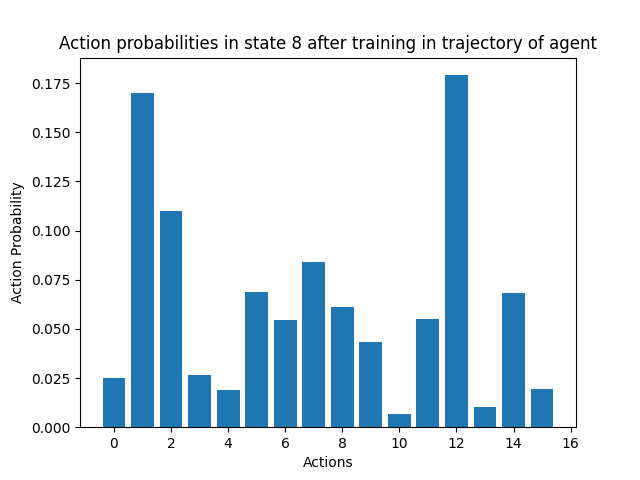 Action probabilities in state 8 after training in trajectory of agent
0.175
0.150
0.125
0.100
0.075
0.050
0.025
0.000
Action Probability
0 2 4 6 8 10 12 14 16
Actions